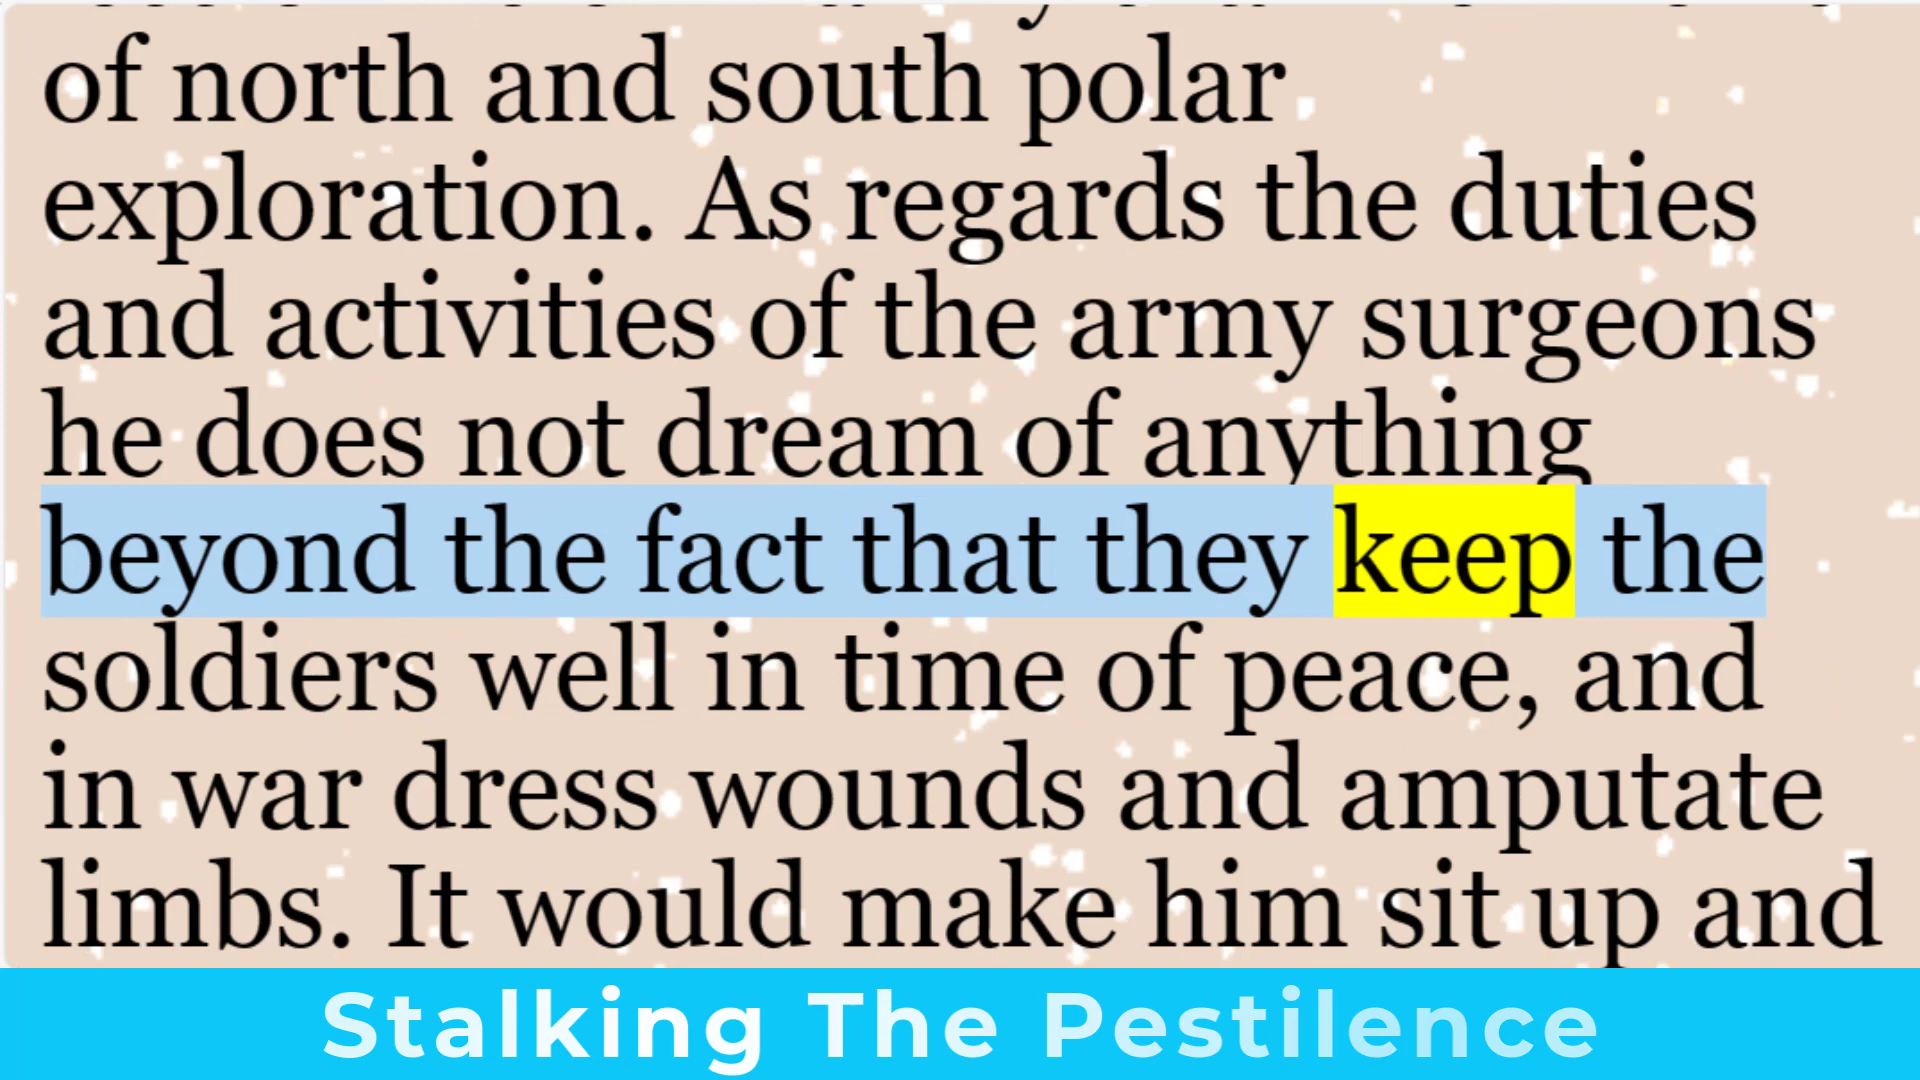 of north and south polar
exploration. As regards the duties
and activities of the army surgeons
he does not dream of anything
beyond the fact that they keep the
soldiers well in time of peace, and
in war dress wounds and amputate
limbs. It would make him sit up and
Stalking The Pestilence